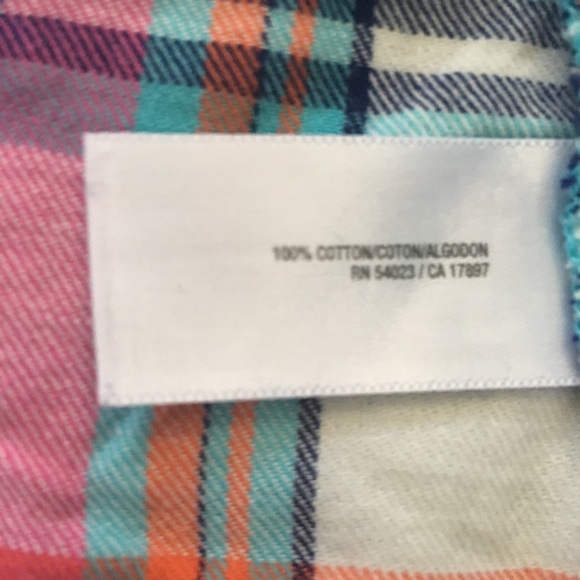 100% COTTON/COTON/ALGODON
RN 54023 / CA 17897